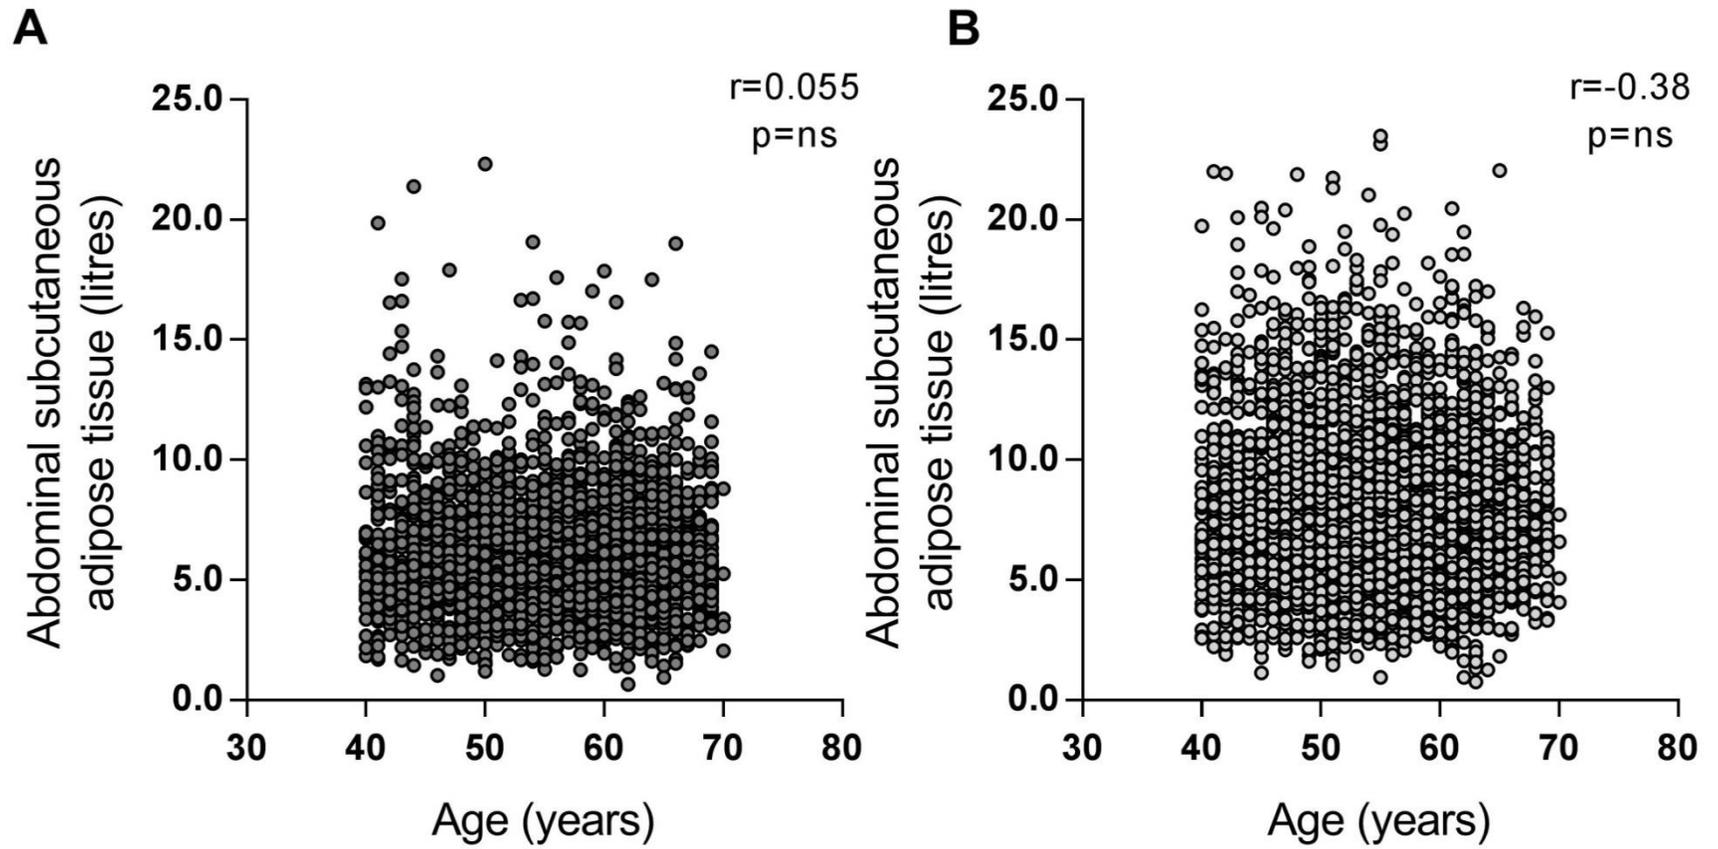 A
r=0.055
p=ns
25.0
20.0
15.0
10.0
5.0
0.0
Abdominal subcutaneous
adipose tissue (litres)
30 40 50 60 70 80
Age (years)
B
r=-0.38
p=ns
25.0
20.0
15.0
10.0
5.0
0.0
Abdominal subcutaneous
adipose tissue (litres)
30 40 50 60 70 80
Age (years)